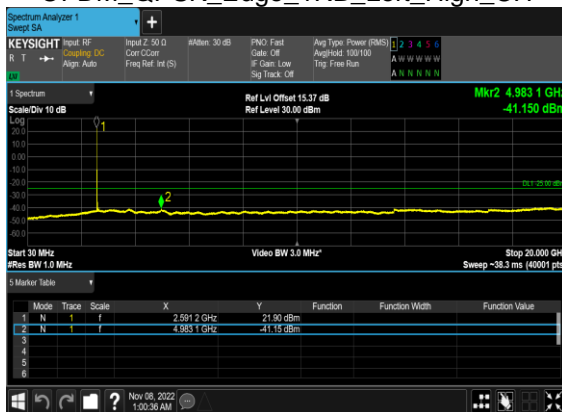 Spectrum Analyzer 1
Swept SA
+
KEYSIGHT Input: RF Input Z: 50 Ω #Atten: 30 dB PNO: Fast Avg Type: Power (RMS) 1 2 3 4 5 6
R T Coupling: DC Corr CCorr Gate: Off Avg|Hold: 100/100 A W W W W W
Align: Auto Freq Ref: Int (S) IF Gain: Low Trig: Free Run
Sig Track: Off A N N N N N
LXI
1 Spectrum Ref Lvl Offset 15.37 dB Mkr2 4.983 1 GHz
Scale/Div 10 dB Ref Level 30.00 dBm -41.150 dBm
Log
20.0
10.0
0.00
-10.0
-20.0
-30.0
-40.0
-50.0
-60.0
1
2
DL1 -25.00 dBm
Start 30 MHz Video BW 3.0 MHz* Stop 20.000 GH
#Res BW 1.0 MHz Sweep ~38.3 ms (40001 pts
5 Marker Table
Mode Trace Scale X Y Function Function Width Function Value
1 N 1 f 2.591 2 GHz 21.90 dBm
2 N 1 f 4.983 1 GHz -41.15 dBm
3
4
5
6
? Nov 08, 2022
1:00:36 AM